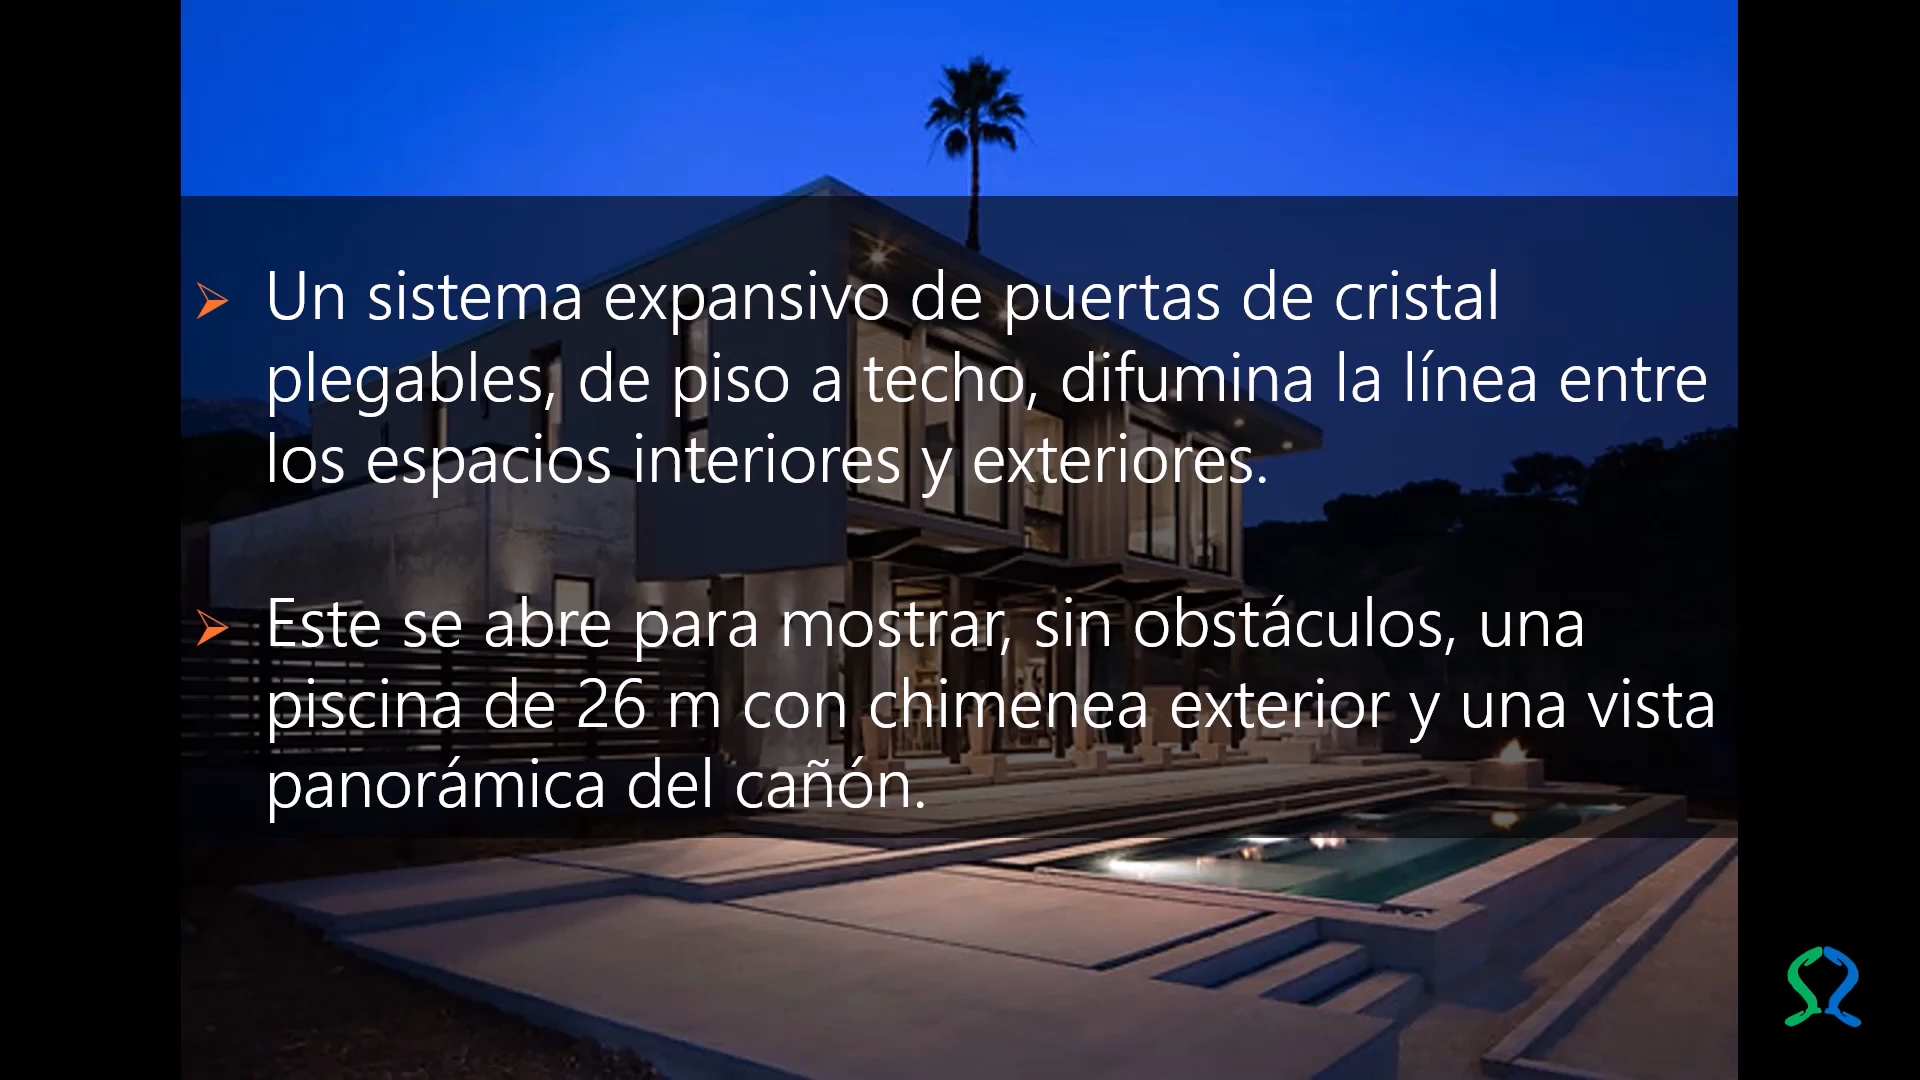 Un sistema expansivo de puertas de cristal
plegables, de piso a techo, difumina la línea entre
los espacios interiores y exteriores.
Este se abre para mostrar, sin obstáculos, una
piscina de 26 m con chimenea exterior y una vista
panorámica del cañón.